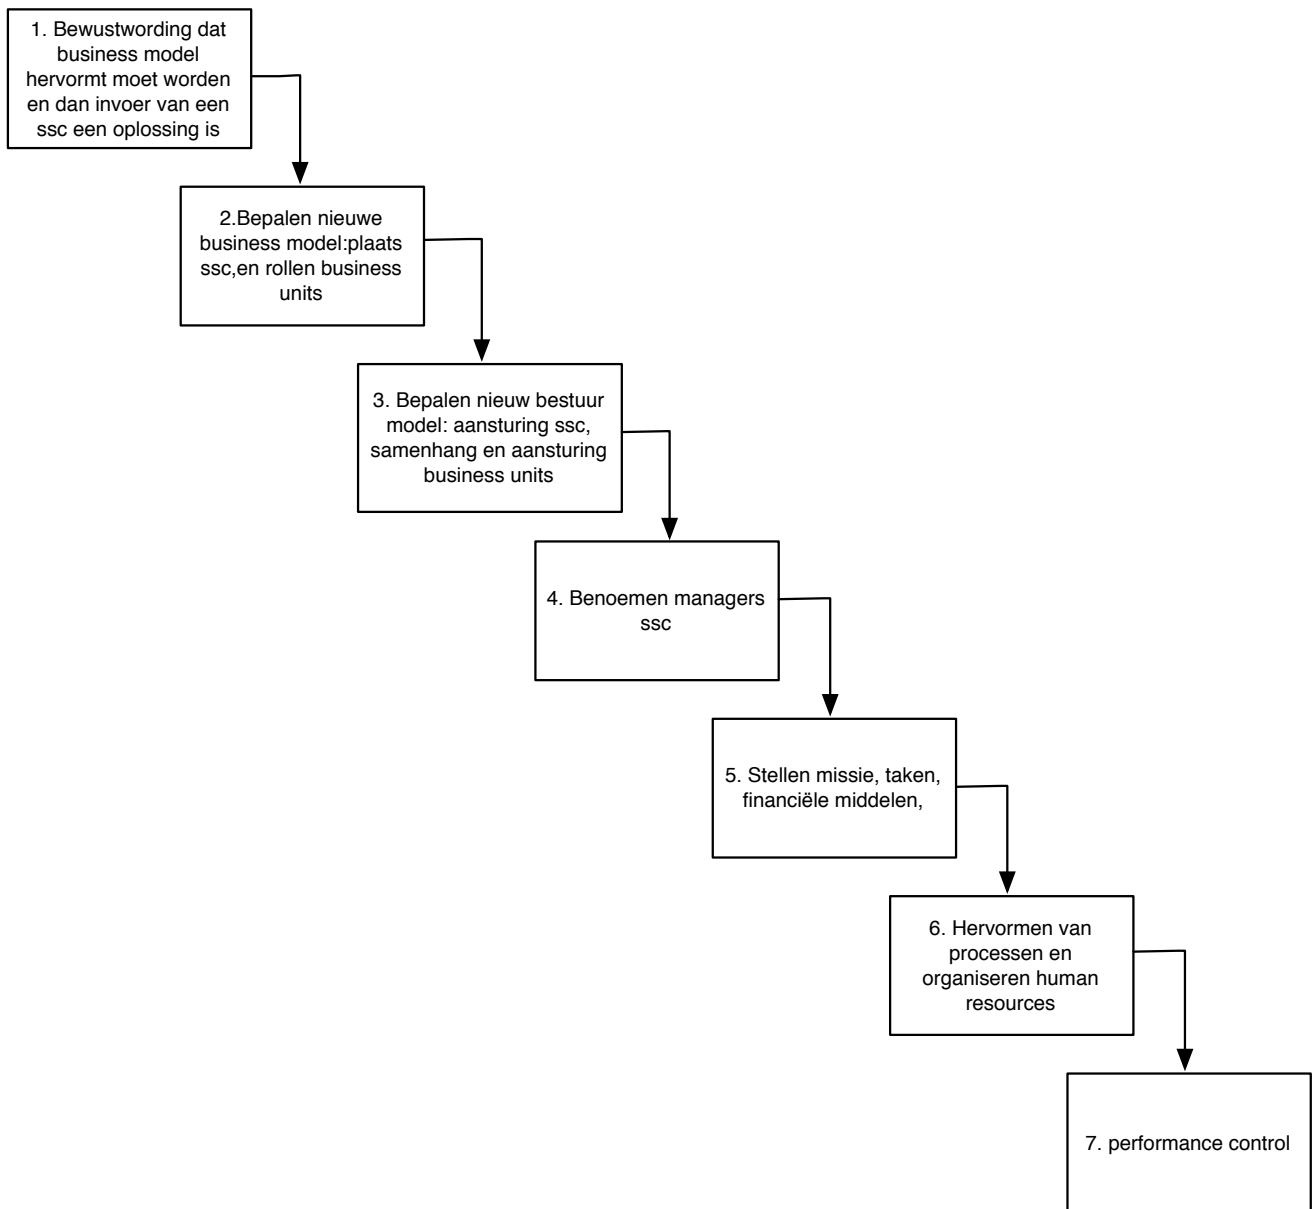 1. Bewustwording dat
business model
hervormt moet worden
en dan invoer van een
ssc een oplossing is
2.Bepalen nieuwe
business model:plaats
ssc,en rollen business
units
3. Bepalen nieuw bestuur
model: aansturing ssc,
samenhang en aansturing
business units
4. Benoemen managers
ssc
5. Stellen missie, taken,
financiële middelen,
6. Hervormen van
processen en
organiseren human
resources
7. performance control